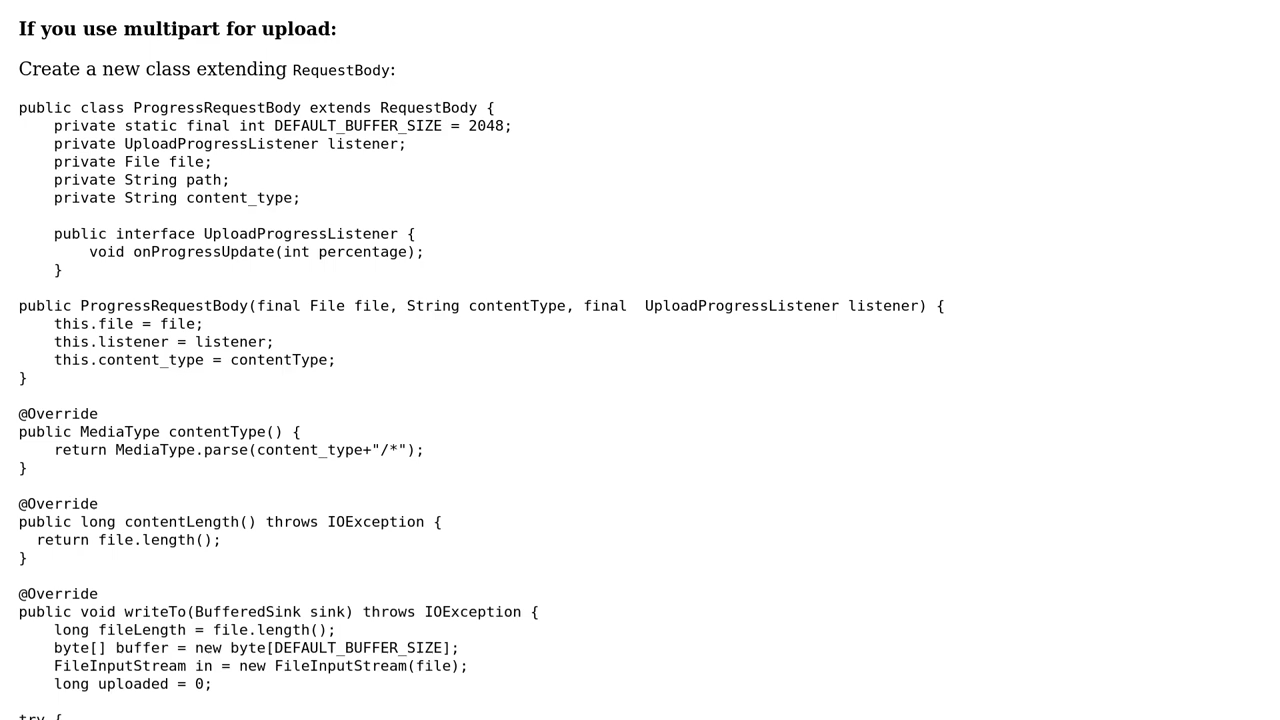 If you use multipart for upload:
Create a new class extending RequestBody:
public class ProgressRequestBody extends RequestBody {
    private static final int DEFAULT_BUFFER_SIZE = 2048;
    private UploadProgressListener listener;
    private File file;
    private String path;
    private String content_type;

    public interface UploadProgressListener {
        void onProgressUpdate(int percentage);
    }

public ProgressRequestBody(final File file, String contentType, final  UploadProgressListener listener) {
    this.file = file;
    this.listener = listener;
    this.content_type = contentType;
}

@Override
public MediaType contentType() {
    return MediaType.parse(content_type+"/*");
}

@Override
public long contentLength() throws IOException {
  return file.length();
}

@Override
public void writeTo(BufferedSink sink) throws IOException {
    long fileLength = file.length();
    byte[] buffer = new byte[DEFAULT_BUFFER_SIZE];
    FileInputStream in = new FileInputStream(file);
    long uploaded = 0;

try {